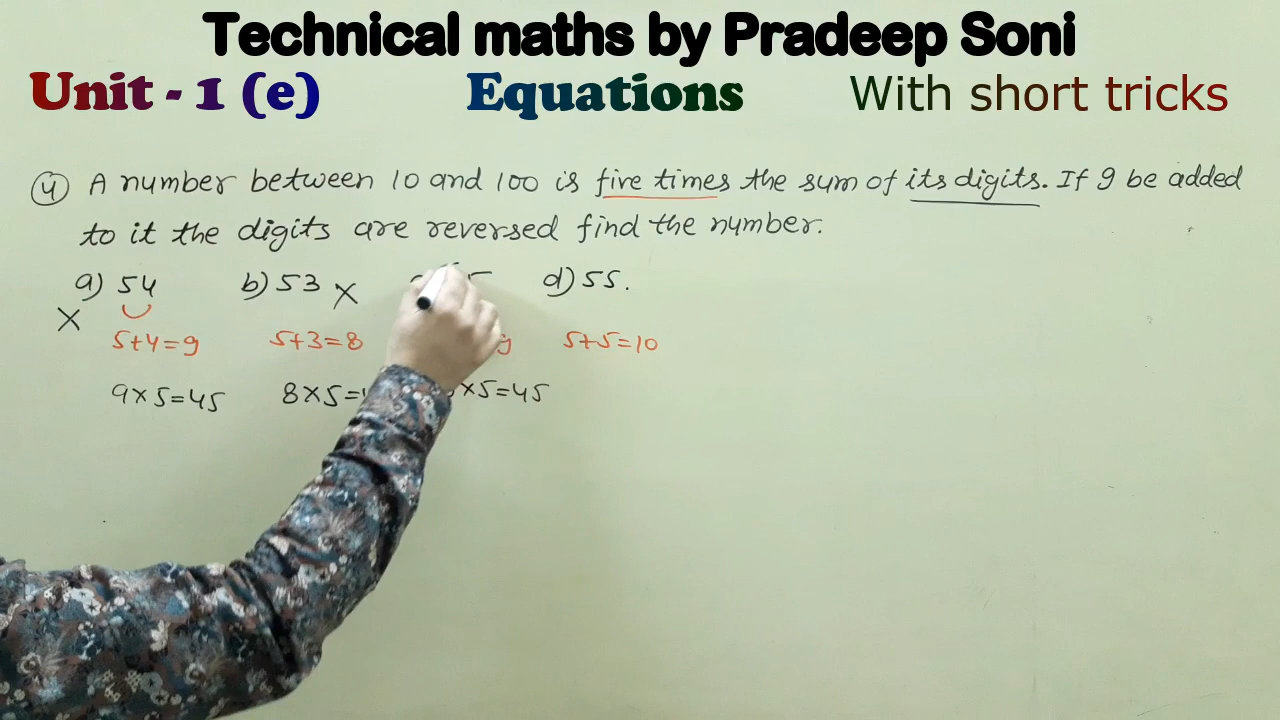 Technical maths by Pradeep Soni
Unit - 1 (e) Equations With short tricks
4 A number between 10 and 100 is five times the sum of its digits. If 9 be added
to it the digits are reversed find the number.
a) 54 b) 53 × d) 55.
×
5+4=9 5+3=8 5+5=10
9×5=45 8×5= ×5=45